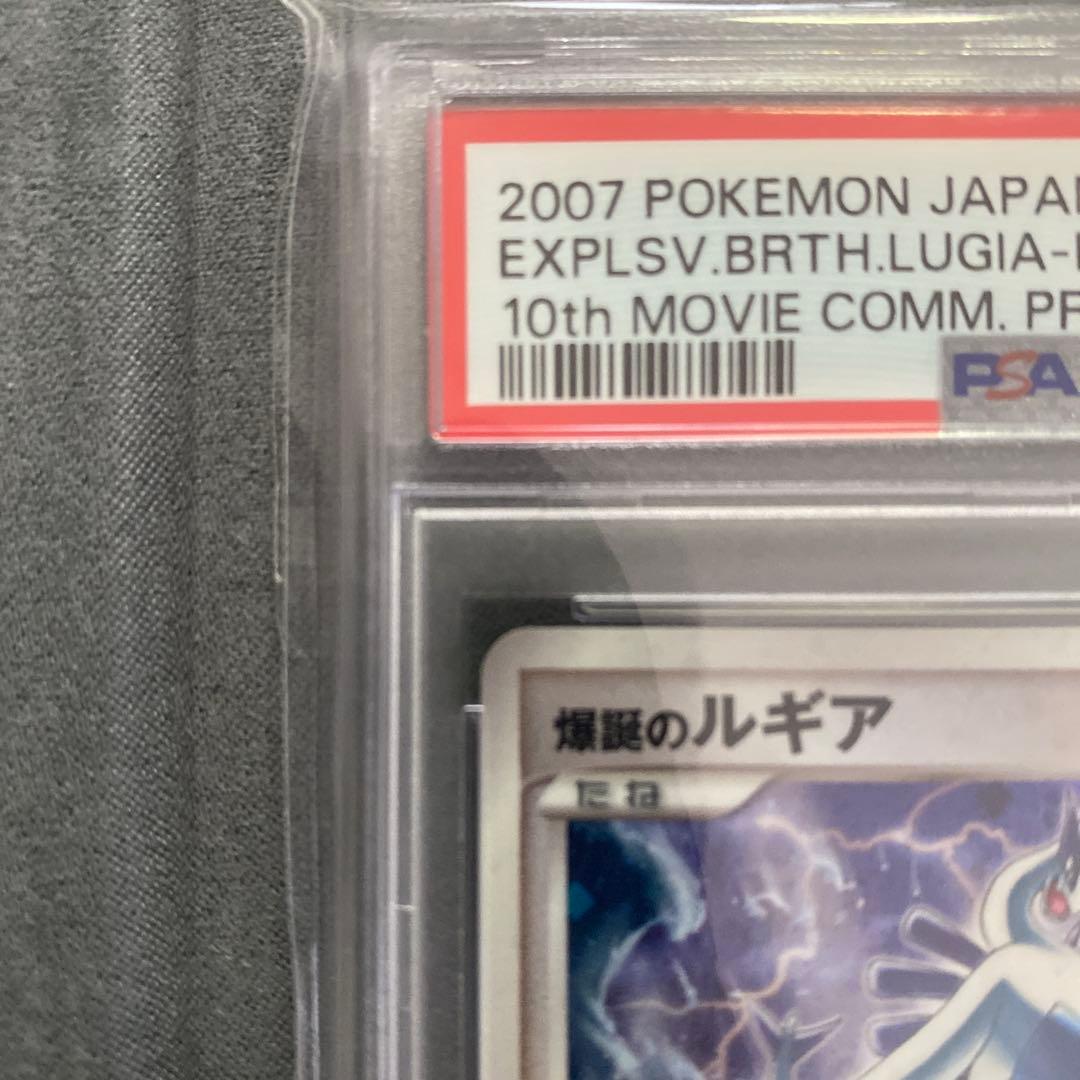 2007 POKEMON JAPAN
EXPLSV.BRTH.LUGIA-
10th MOVIE COMM. PR
PSA
爆誕のルギア
たね